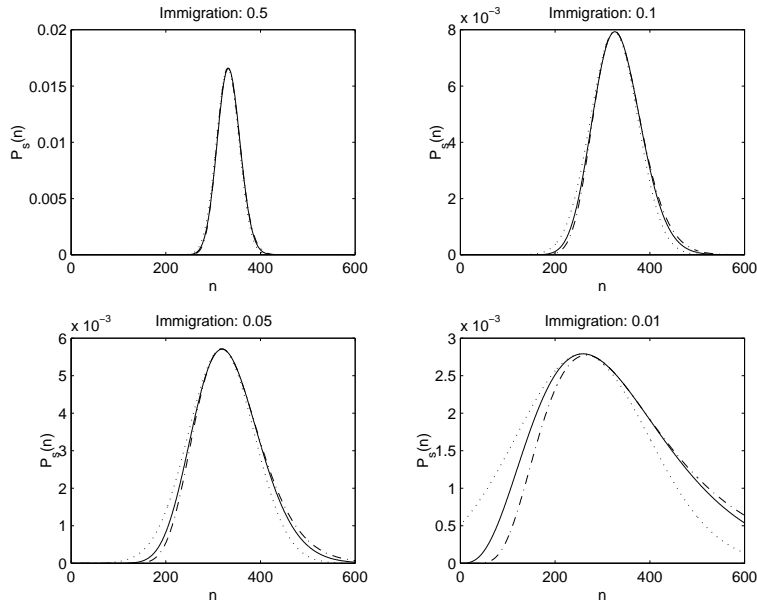 Immigration: 0.5
0.02
0.015
0.01
0.005
0
P_s(n)
0 200 400 600
n
Immigration: 0.1
x 10^-3
8
6
4
2
0
P_s(n)
0 200 400 600
n
Immigration: 0.05
x 10^-3
6
5
4
3
2
1
0
P_s(n)
0 200 400 600
n
Immigration: 0.01
x 10^-3
3
2.5
2
1.5
1
0.5
0
P_s(n)
0 200 400 600
n